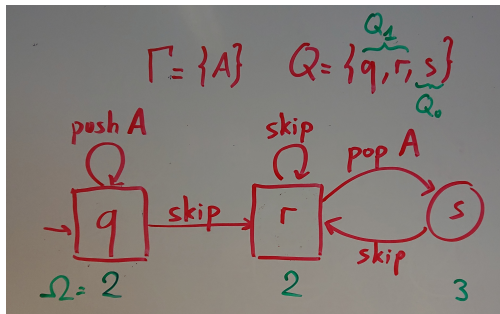 Γ = {A} Q = {q, r, s}
Q₁
Q₀
push A
skip
pop A
q
skip
r
s
skip
Ω = 2 2 3